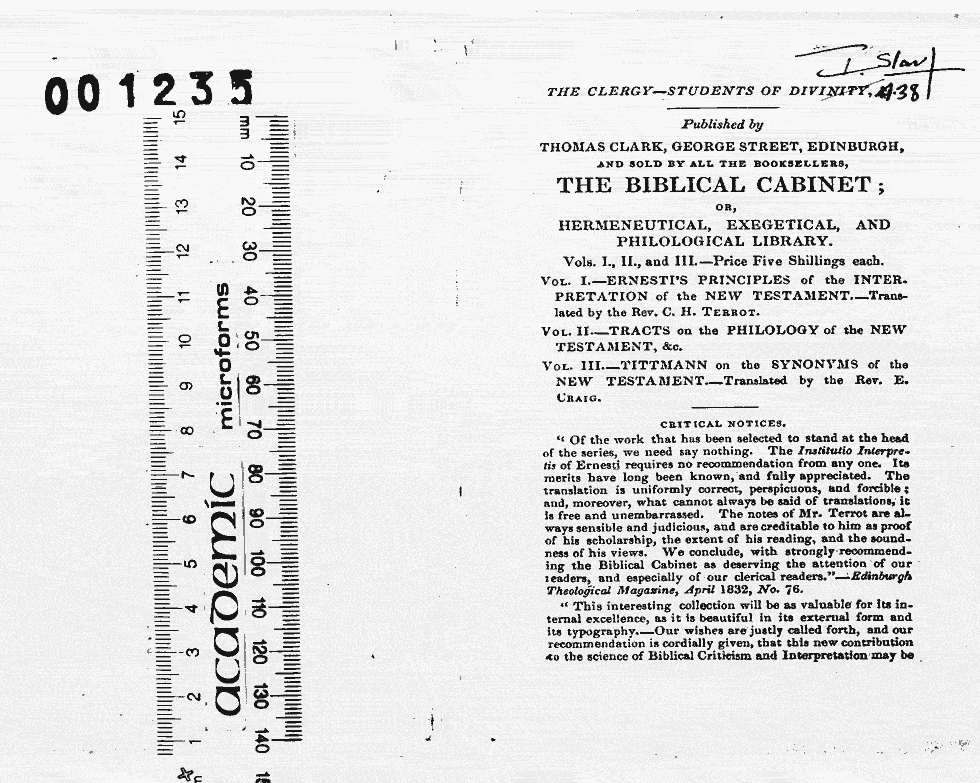 001235
15 14 13 12 11 10 9 8 7 6 5 4 3 2 1
mm 10 20 30 40 50 60 70 80 90 100 110 120 130 140
academic microforms
I. Slavf
THE CLERGY—STUDENTS OF DIVINITY,
Published by
THOMAS CLARK, GEORGE STREET, EDINBURGH,
AND SOLD BY ALL THE BOOKSELLERS,
THE BIBLICAL CABINET;
OR,
HERMENEUTICAL, EXEGETICAL, AND
PHILOLOGICAL LIBRARY.
Vols. I., II., and III.—Price Five Shillings each.
VOL. I.—ERNESTI'S PRINCIPLES of the INTER-
PRETATION of the NEW TESTAMENT.—Trans-
lated by the Rev. C. H. TERROT.
VOL. II.—TRACTS on the PHILOLOGY of the NEW
TESTAMENT, &c.
VOL. III.—TITTMANN on the SYNONYMS of the
NEW TESTAMENT.—Translated by the Rev. E.
CRAIG.
CRITICAL NOTICES.
“ Of the work that has been selected to stand at the head
of the series, we need say nothing. The Institutio Interpre-
tis of Ernesti requires no recommendation from any one. Its
merits have long been known, and fully appreciated. The
translation is uniformly correct, perspicuous, and forcible;
and, moreover, what cannot always be said of translations, it
is free and unembarrassed. The notes of Mr. Terrot are al-
ways sensible and judicious, and are creditable to him as proof
of his scholarship, the extent of his reading, and the sound-
ness of his views. We conclude, with strongly recommend-
ing the Biblical Cabinet as deserving the attention of our
readers, and especially of our clerical readers.”—Edinburgh
Theological Magazine, April 1832, No. 76.
“ This interesting collection will be as valuable for its in-
ternal excellence, as it is beautiful in its external form and
its typography.—Our wishes are justly called forth, and our
recommendation is cordially given, that this new contribution
to the science of Biblical Criticism and Interpretation may be